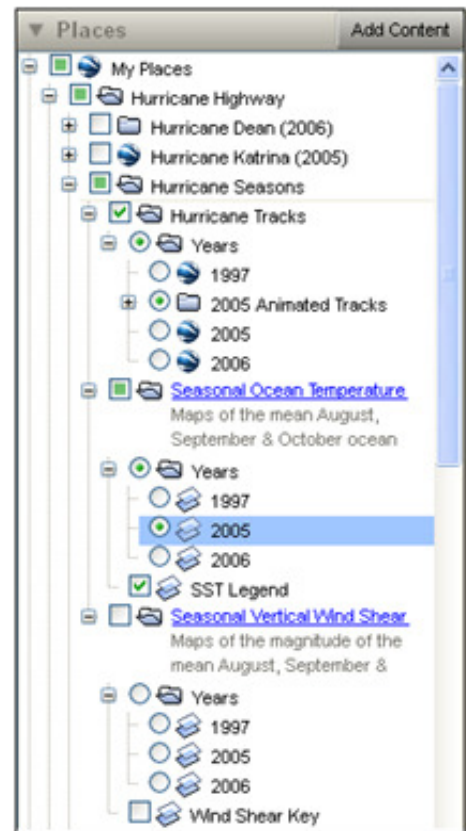 Places Add Content
My Places
Hurricane Highway
Hurricane Dean (2006)
Hurricane Katrina (2005)
Hurricane Seasons
Hurricane Tracks
Years
1997
2005 Animated Tracks
2005
2006
Seasonal Ocean Temperature
Maps of the mean August,
September & October ocean
Years
1997
2005
2006
SST Legend
Seasonal Vertical Wind Shear
Maps of the magnitude of the
mean August, September &
Years
1997
2005
2006
Wind Shear Key